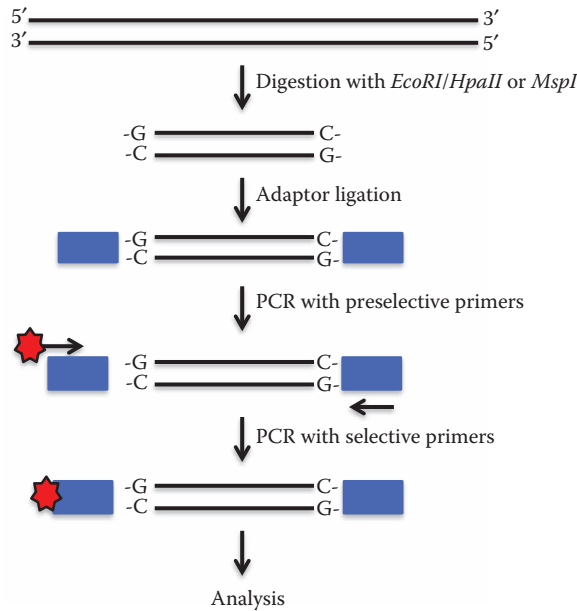 5′ 3′
3′ 5′
Digestion with EcoRI/HpaII or MspI
-G C-
-C G-
Adaptor ligation
-G C-
-C G-
PCR with preselective primers
-G C-
-C G-
PCR with selective primers
-G C-
-C G-
Analysis